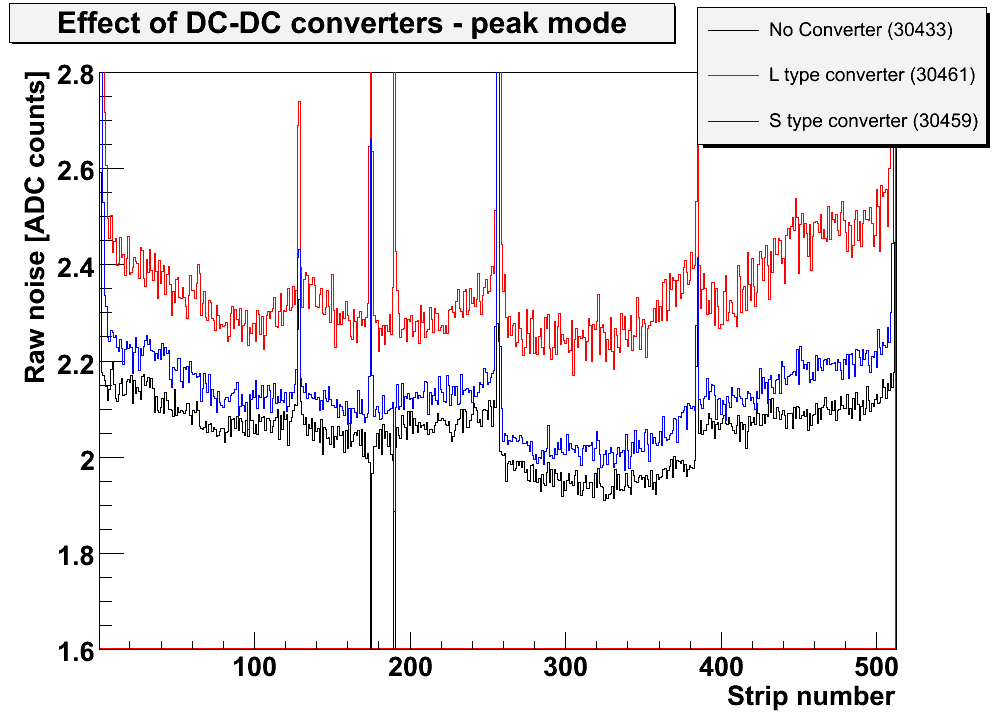 Effect of DC-DC converters - peak mode
No Converter (30433)
L type converter (30461)
S type converter (30459)
Raw noise [ADC counts]
2.8
2.6
2.4
2.2
2
1.8
1.6
100
200
300
400
500
Strip number